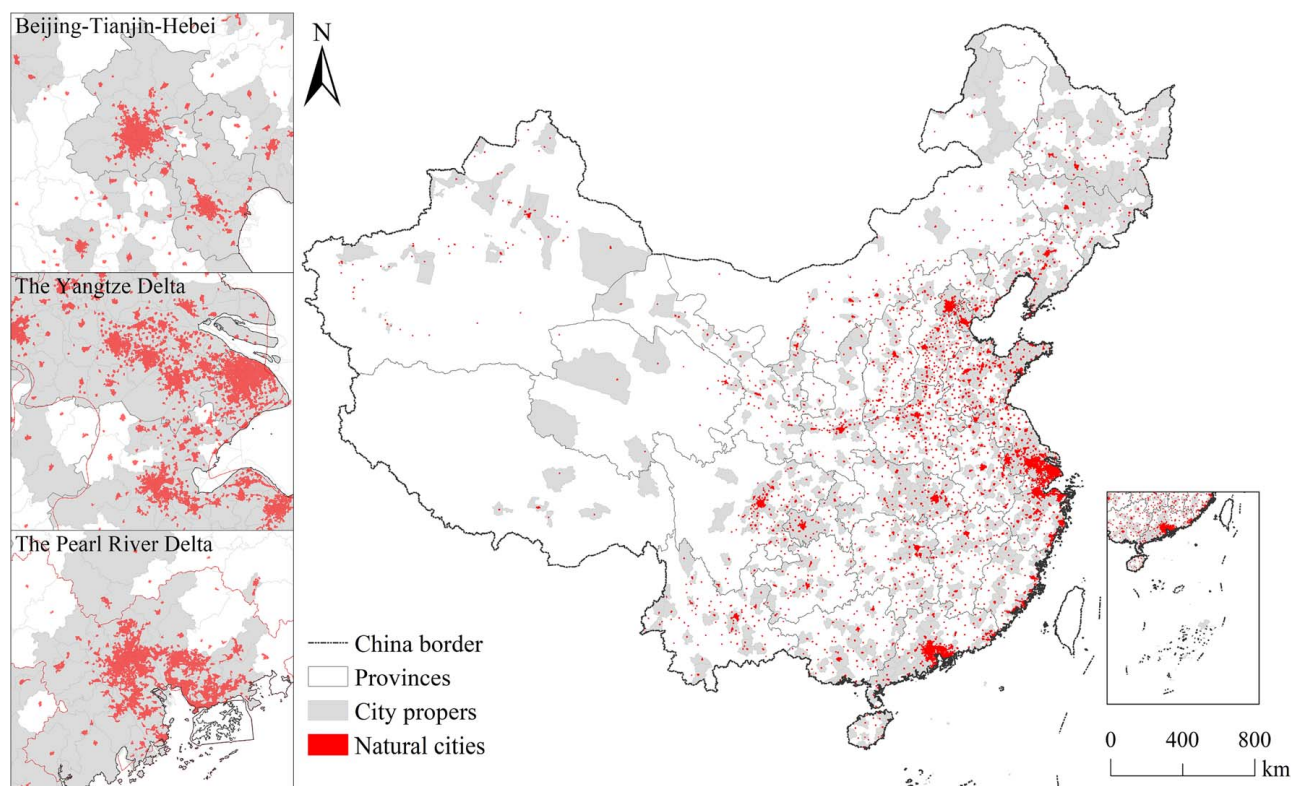 Beijing-Tianjin-Hebei
The Yangtze Delta
The Pearl River Delta
N
China border
Provinces
City propers
Natural cities
0 400 800
km